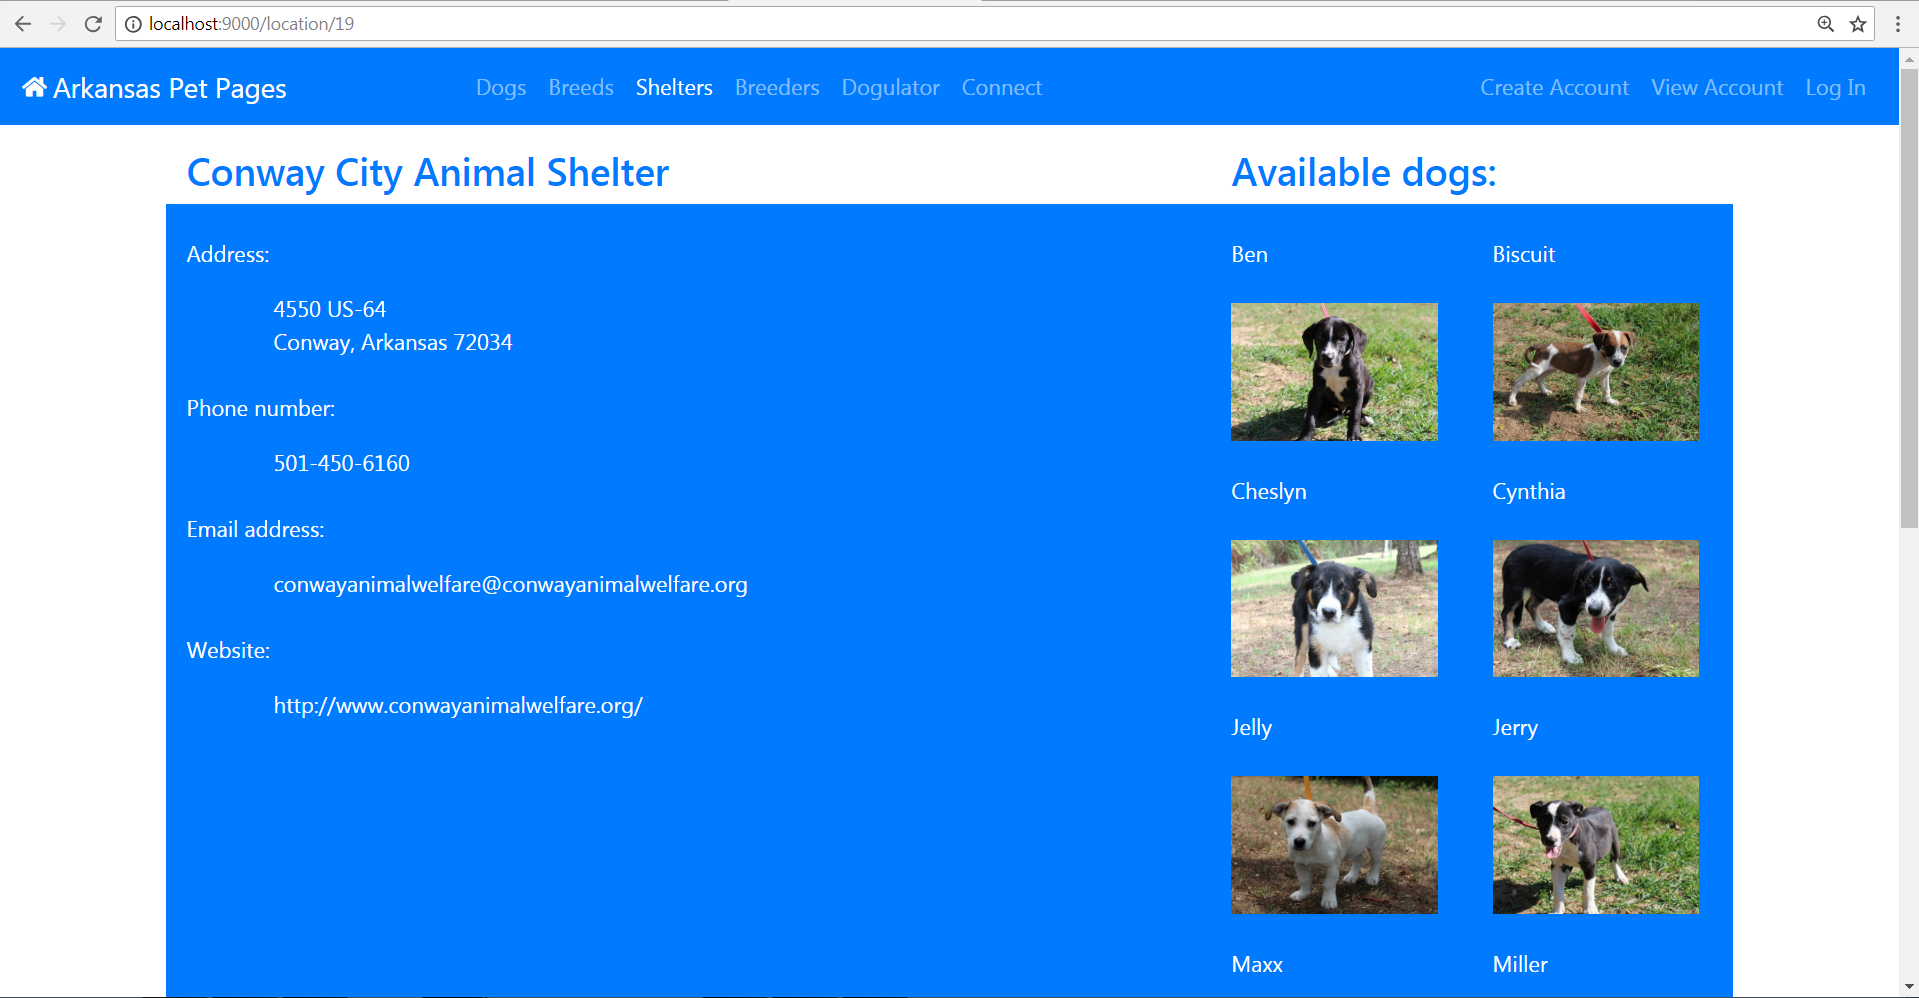 localhost:9000/location/19
Arkansas Pet Pages
Dogs Breeds Shelters Breeders Dogulator Connect
Create Account View Account Log In
Conway City Animal Shelter
Address:
4550 US-64
Conway, Arkansas 72034
Phone number:
501-450-6160
Email address:
conwayanimalwelfare@conwayanimalwelfare.org
Website:
http://www.conwayanimalwelfare.org/
Available dogs:
Ben Biscuit
Cheslyn Cynthia
Jelly Jerry
Maxx Miller